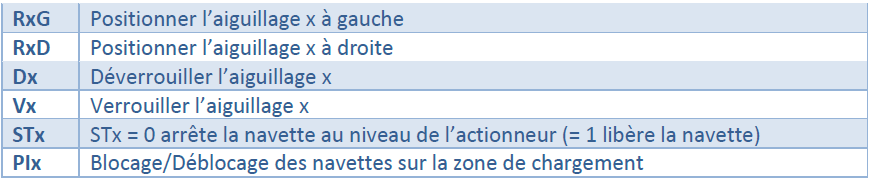 RxG Positionner l’aiguillage x à gauche
RxD Positionner l’aiguillage x à droite
Dx Déverrouiller l’aiguillage x
Vx Verrouiller l’aiguillage x
STx STx = 0 arrête la navette au niveau de l’actionneur (= 1 libère la navette)
PIx Blocage/Déblocage des navettes sur la zone de chargement